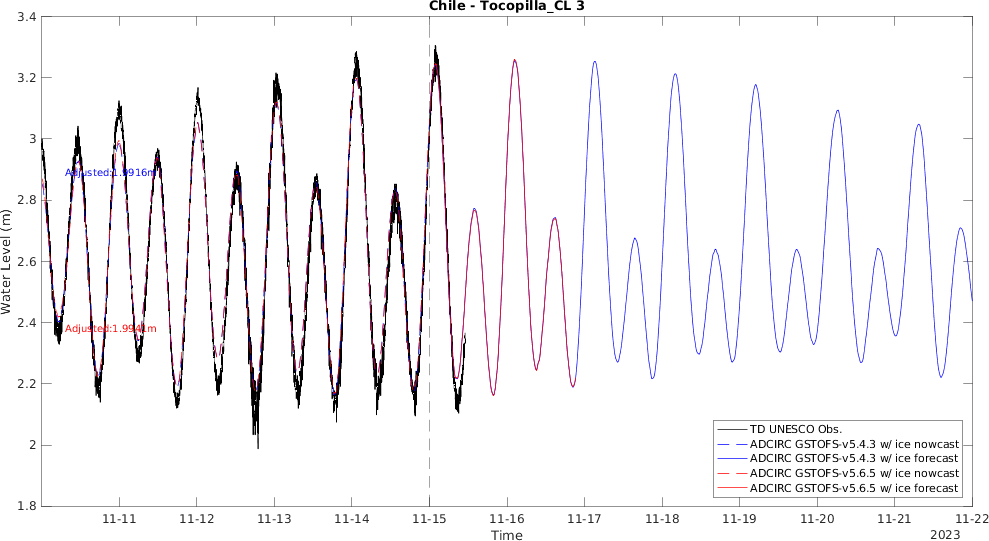 Chile - Tocopilla_CL 3
Water Level (m)
3.4
3.2
3
2.8
2.6
2.4
2.2
2
1.8
Adjusted:1.9916m
Adjusted:1.9941m
TD UNESCO Obs.
ADCIRC GSTOFS-v5.4.3 w/ ice nowcast
ADCIRC GSTOFS-v5.4.3 w/ ice forecast
ADCIRC GSTOFS-v5.6.5 w/ ice nowcast
ADCIRC GSTOFS-v5.6.5 w/ ice forecast
11-11 11-12 11-13 11-14 11-15 11-16 11-17 11-18 11-19 11-20 11-21 11-22
Time
2023